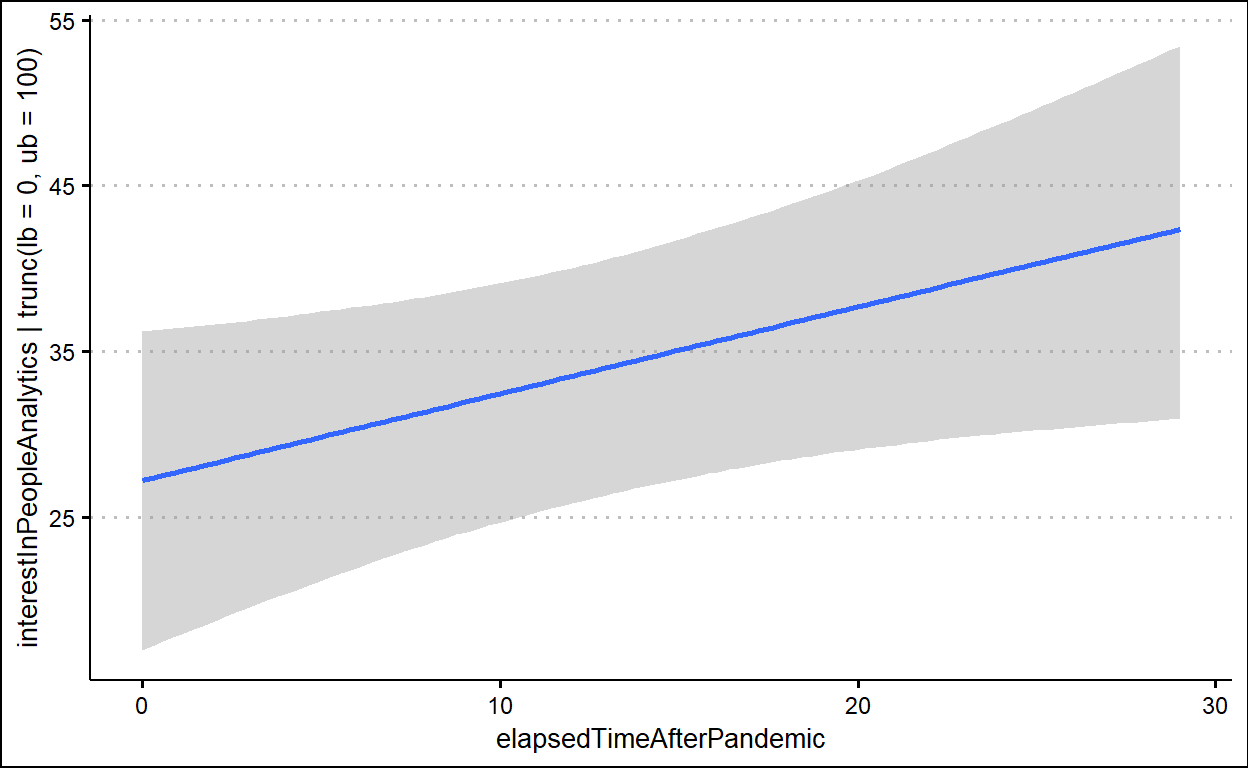 interestInPeopleAnalytics | trunc(lb = 0, ub = 100)
55
45
35
25
0 10 20 30
elapsedTimeAfterPandemic